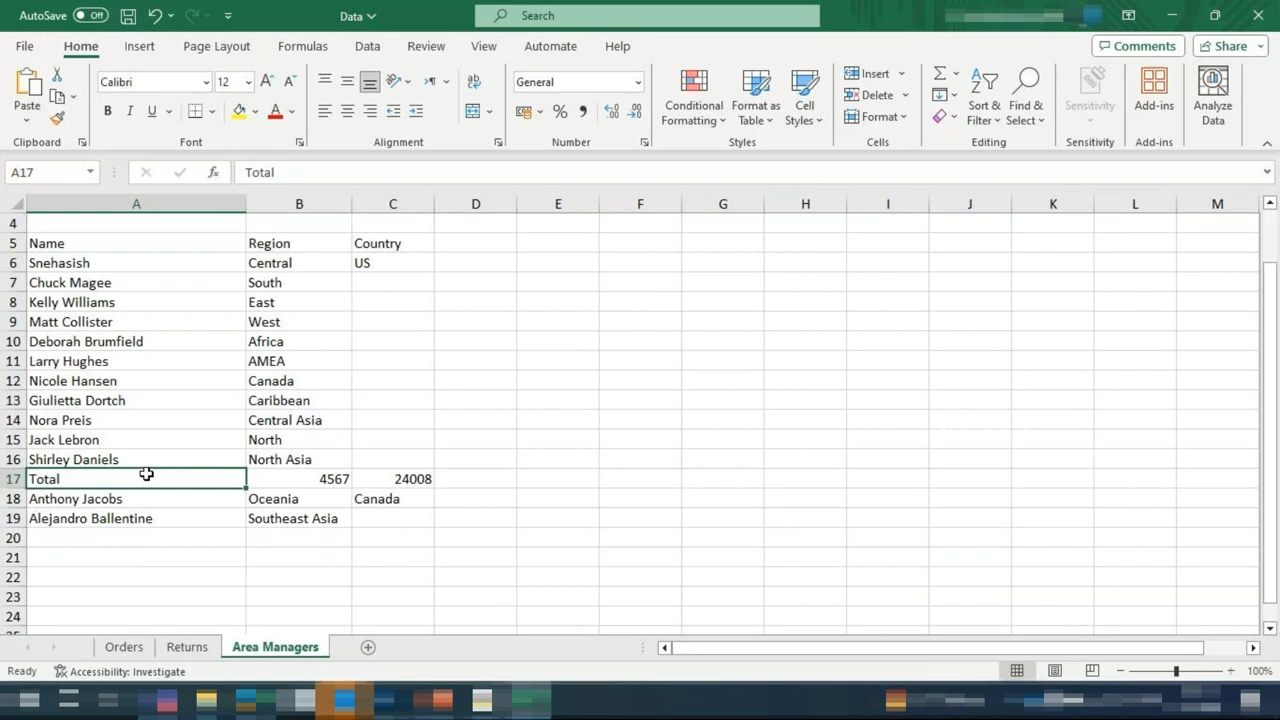 AutoSave Off Data Search
File Home Insert Page Layout Formulas Data Review View Automate Help Comments Share
Paste Calibri 12 General Conditional Formatting Format as Table Cell Styles Insert Delete Format Sort & Filter Find & Select Sensitivity Add-ins Analyze Data
Clipboard Font Alignment Number Styles Cells Editing Sensitivity Add-ins
A17 fx Total
A B C D E F G H I J K L M
4
5 Name Region Country
6 Snehasish Central US
7 Chuck Magee South
8 Kelly Williams East
9 Matt Collister West
10 Deborah Brumfield Africa
11 Larry Hughes AMEA
12 Nicole Hansen Canada
13 Giulietta Dortch Caribbean
14 Nora Preis Central Asia
15 Jack Lebron North
16 Shirley Daniels North Asia
17 Total 4567 24008
18 Anthony Jacobs Oceania Canada
19 Alejandro Ballentine Southeast Asia
20
21
22
23
24
Orders Returns Area Managers
Ready Accessibility: Investigate 100%